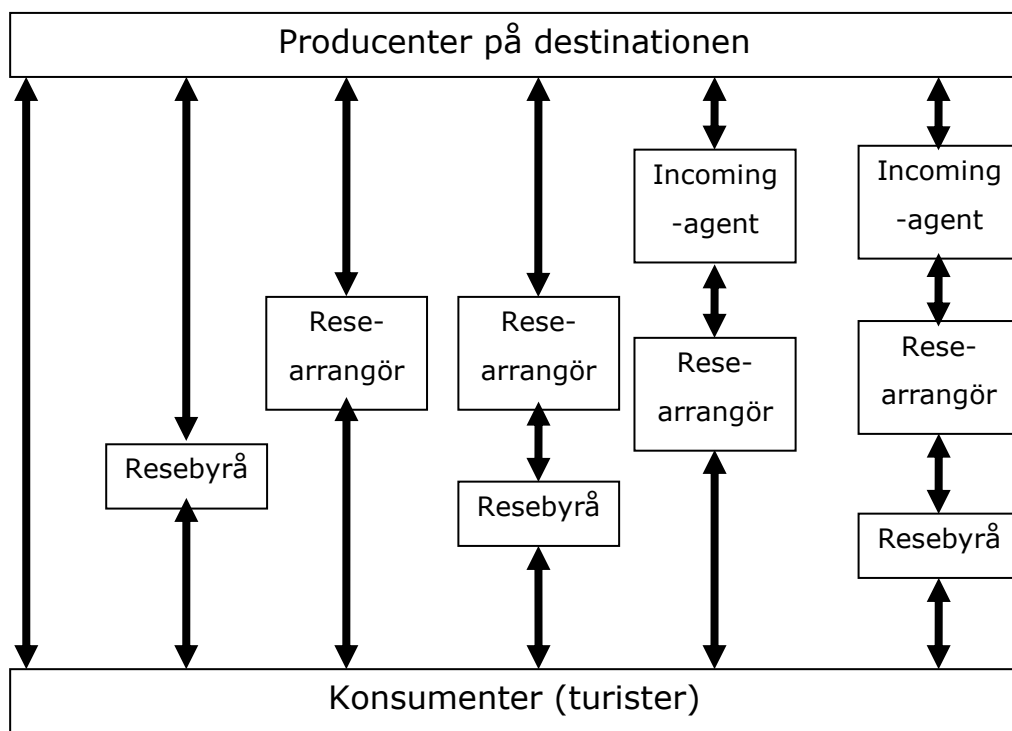 Producenter på destinationen
Incoming
-agent
Incoming
-agent
Rese-
arrangör
Rese-
arrangör
Rese-
arrangör
Rese-
arrangör
Resebyrå
Resebyrå
Resebyrå
Konsumenter (turister)